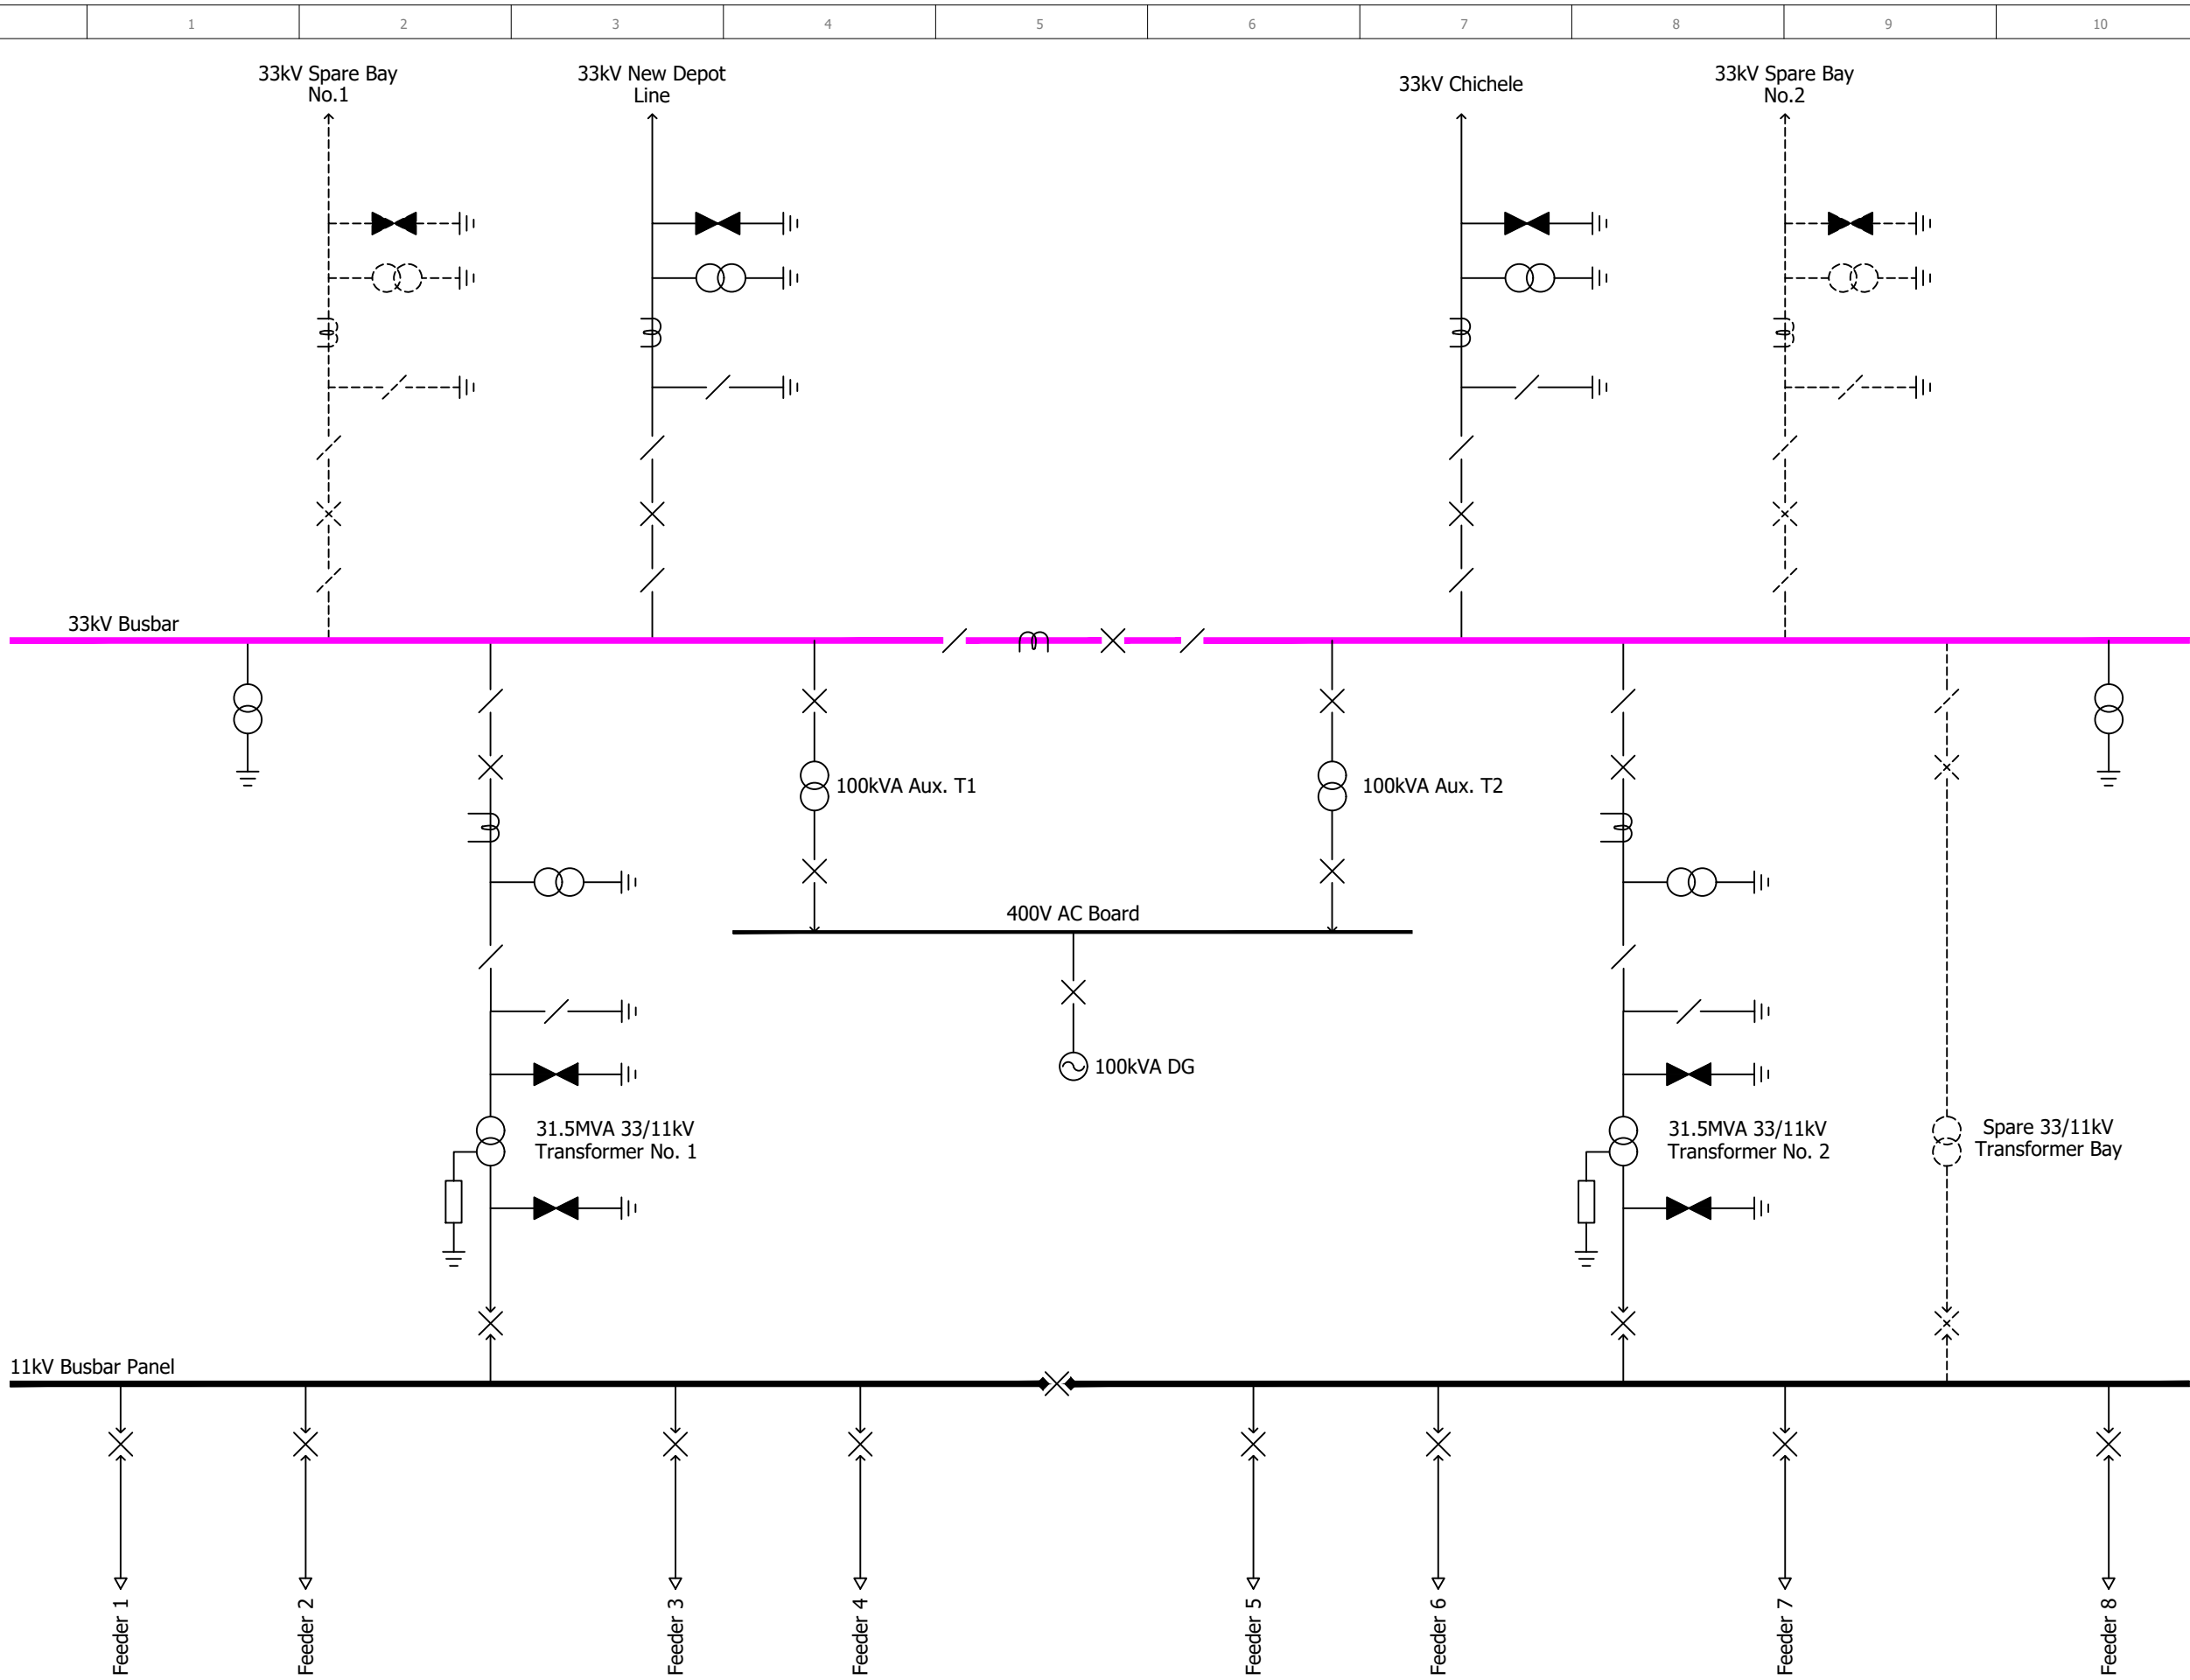 1 2 3 4 5 6 7 8 9 10
33kV Spare Bay
No.1
33kV New Depot
Line
33kV Chichele
33kV Spare Bay
No.2
33kV Busbar
100kVA Aux. T1
100kVA Aux. T2
400V AC Board
100kVA DG
31.5MVA 33/11kV
Transformer No. 1
31.5MVA 33/11kV
Transformer No. 2
Spare 33/11kV
Transformer Bay
11kV Busbar Panel
Feeder 1
Feeder 2
Feeder 3
Feeder 4
Feeder 5
Feeder 6
Feeder 7
Feeder 8